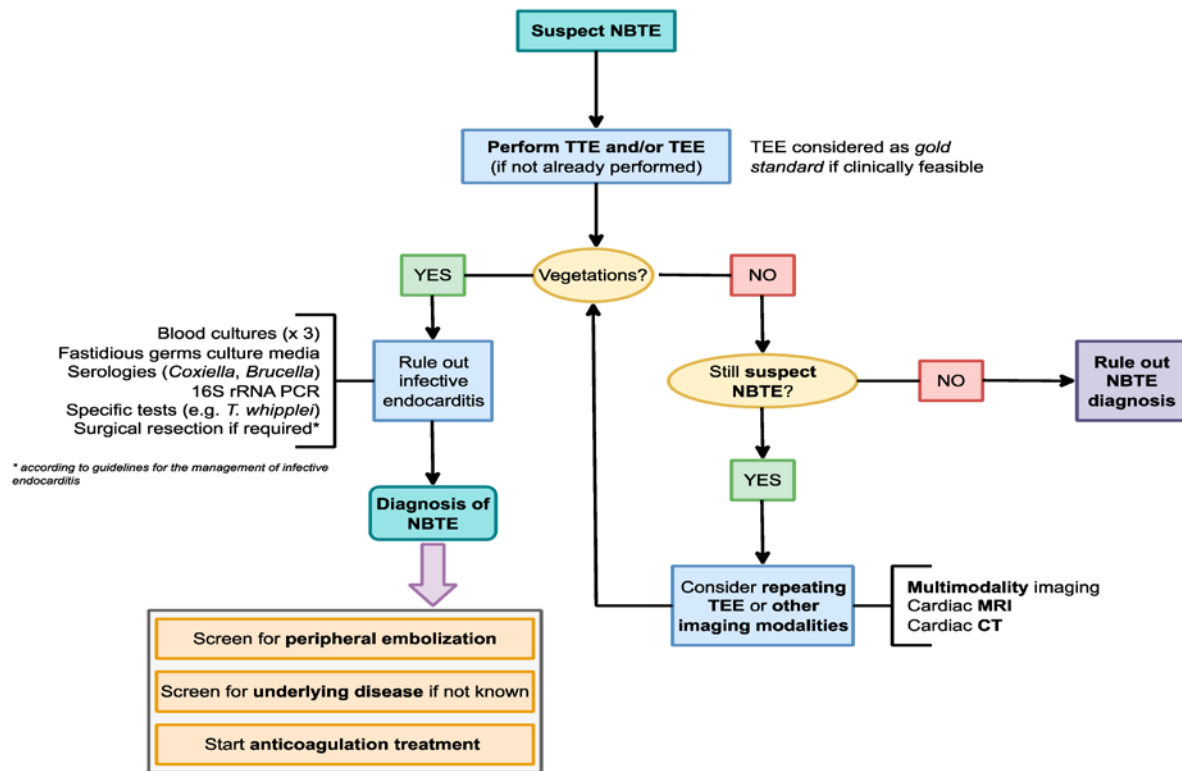 Suspect NBTE
Perform TTE and/or TEE
(if not already performed)
TEE considered as gold
standard if clinically feasible
YES
Vegetations?
NO
Blood cultures (x 3)
Fastidious germs culture media
Serologies (Coxiella, Brucella)
16S rRNA PCR
Specific tests (e.g. T. whipplei)
Surgical resection if required*
* according to guidelines for the management of infective
endocarditis
Rule out
infective
endocarditis
Still suspect
NBTE?
NO
Rule out
NBTE
diagnosis
YES
Diagnosis of
NBTE
Consider repeating
TEE or other
imaging modalities
Multimodality imaging
Cardiac MRI
Cardiac CT
Screen for peripheral embolization
Screen for underlying disease if not known
Start anticoagulation treatment